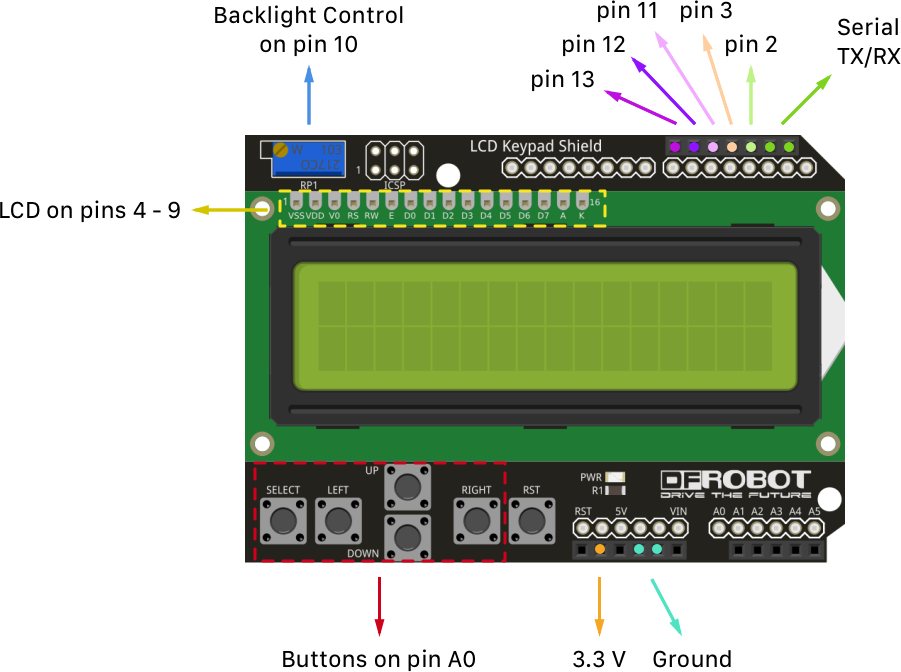 Backlight Control
on pin 10
pin 11
pin 3
pin 12
pin 2
pin 13
Serial
TX/RX
LCD Keypad Shield
W 103
217CD
1
RP1
ICSP
LCD on pins 4 - 9
1
16
VSS VDD V0 RS RW E D0 D1 D2 D3 D4 D5 D6 D7 A K
UP
SELECT
LEFT
RIGHT
RST
DOWN
PWR
R1
DFROBOT
DRIVE THE FUTURE
RST
5V
VIN
A0 A1 A2 A3 A4 A5
Buttons on pin A0
3.3 V
Ground